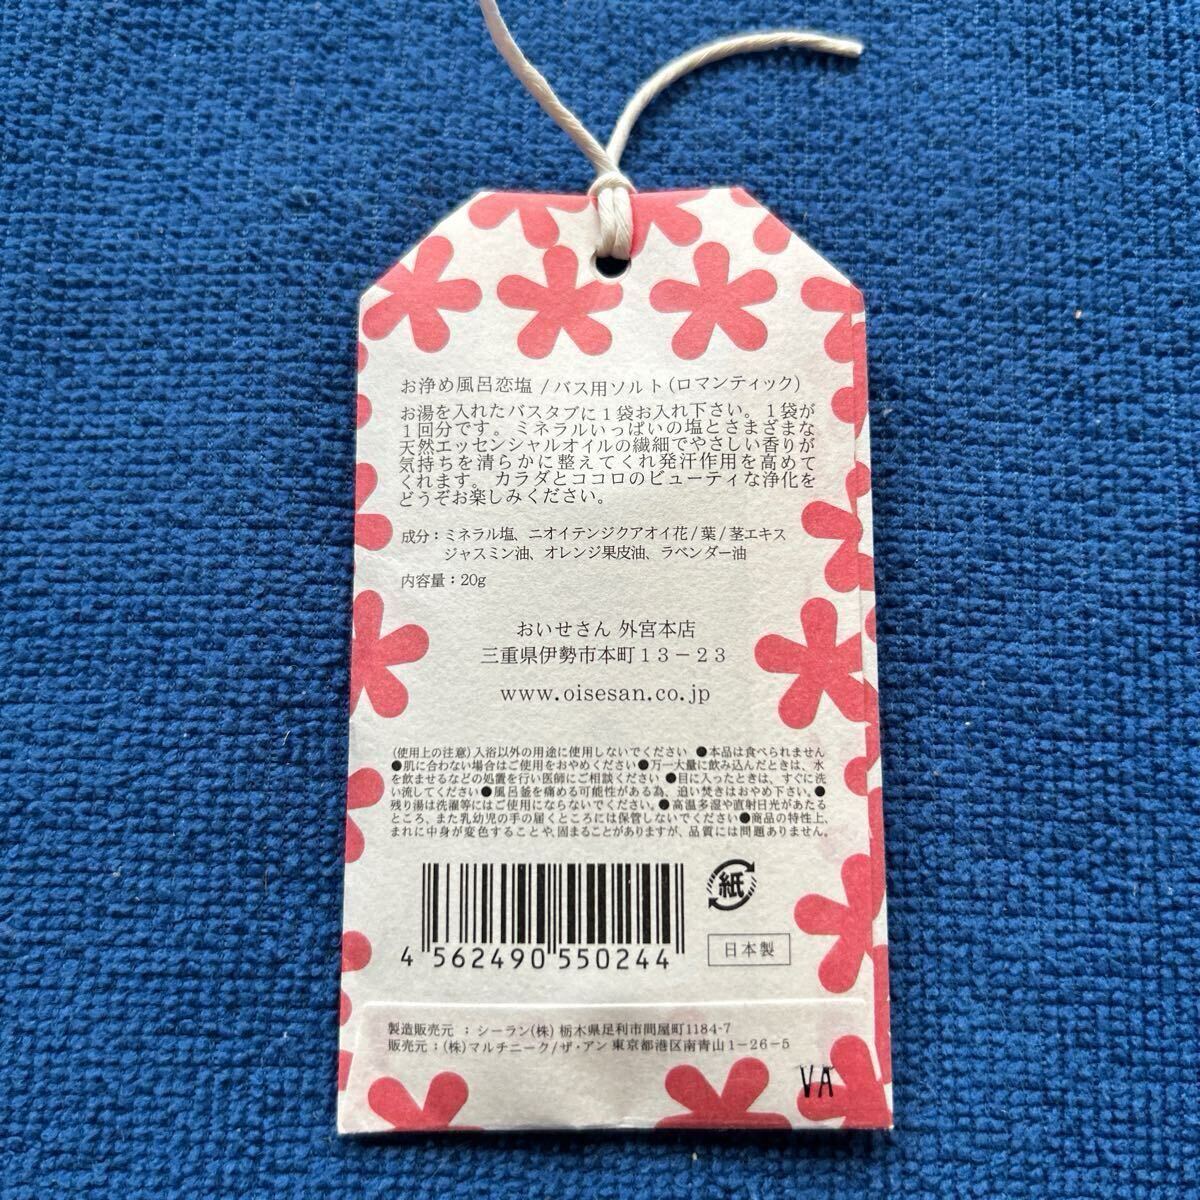 お浄め風呂恋塩/バス用ソルト(ロマンティック)
お湯を入れたバスタブに1袋お入れ下さい。1袋が
1回分です。ミネラルいっぱいの塩とさまざまな
天然エッセンシャルオイルの繊細でやさしい香りが
気持ちを清らかに整えてくれ発汗作用を高めて
くれます。カラダとココロのビューティな浄化を
どうぞお楽しみください。
成分：ミネラル塩、ニオイテンジクアオイ花/葉/茎エキス
ジャスミン油、オレンジ果皮油、ラベンダー油
内容量：20g
おいせさん 外宮本店
三重県伊勢市本町13－23
www.oisesan.co.jp
(使用上の注意)入浴以外の用途に使用しないでください ●本品は食べられません
●肌に合わない場合はご使用をおやめください●万一大量に飲み込んだときは、水
を飲ませるなどの処置を行い医師にご相談ください ●目に入ったときは、すぐに洗
い流してください●風呂釜を痛める可能性がある為、追い焚きはおやめ下さい。●
残り湯は洗濯等にはご使用にならないでください。●高温多湿や直射日光があたる
ところ、また乳幼児の手の届くところには保管しないでください●商品の特性上、
まれに中身が変色することや、固まることがありますが、品質には問題ありません。
紙
4 562490 550244
日本製
製造販売元 ：シーラン(株) 栃木県足利市問屋町1184-7
販売元：(株)マルチニーク/ザ・アン 東京都港区南青山1－26－5
VA